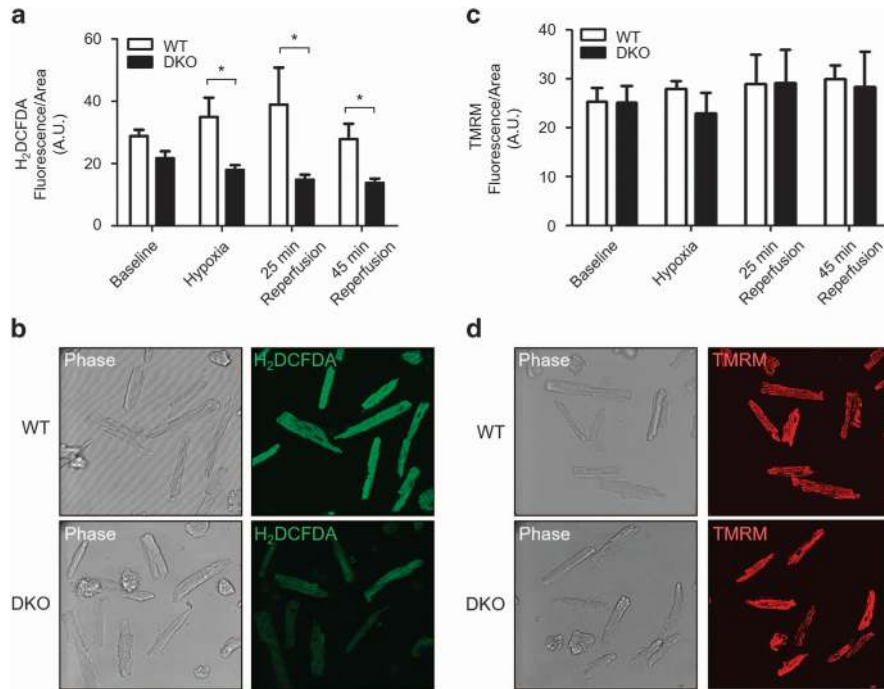 a
60
40
20
0
H₂DCFDA
Fluorescence/Area
(A.U.)
WT
DKO
*
*
*
Baseline
Hypoxia
25 min
Reperfusion
45 min
Reperfusion
c
40
30
20
10
0
TMRM
Fluorescence/Area
(A.U.)
WT
DKO
Baseline
Hypoxia
25 min
Reperfusion
45 min
Reperfusion
b
WT
Phase
H₂DCFDA
DKO
Phase
H₂DCFDA
d
WT
Phase
TMRM
DKO
Phase
TMRM